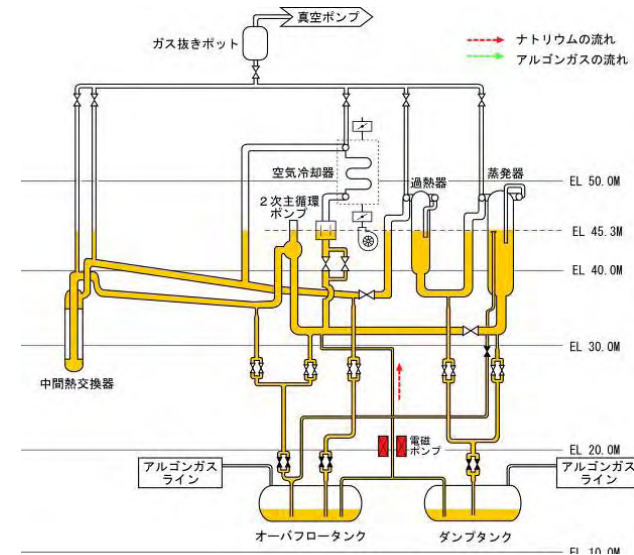 真空ポンプ
ガス抜きポット
ナトリウムの流れ
アルゴンガスの流れ
空気冷却器
過熱器
蒸発器
EL 50.0M
2次主循環
ポンプ
EL 45.3M
EL 40.0M
EL 30.0M
中間熱交換器
電磁
ポンプ
EL 20.0M
アルゴンガス
ライン
アルゴンガス
ライン
オーバフロータンク
ダンプタンク
EL 10.0M